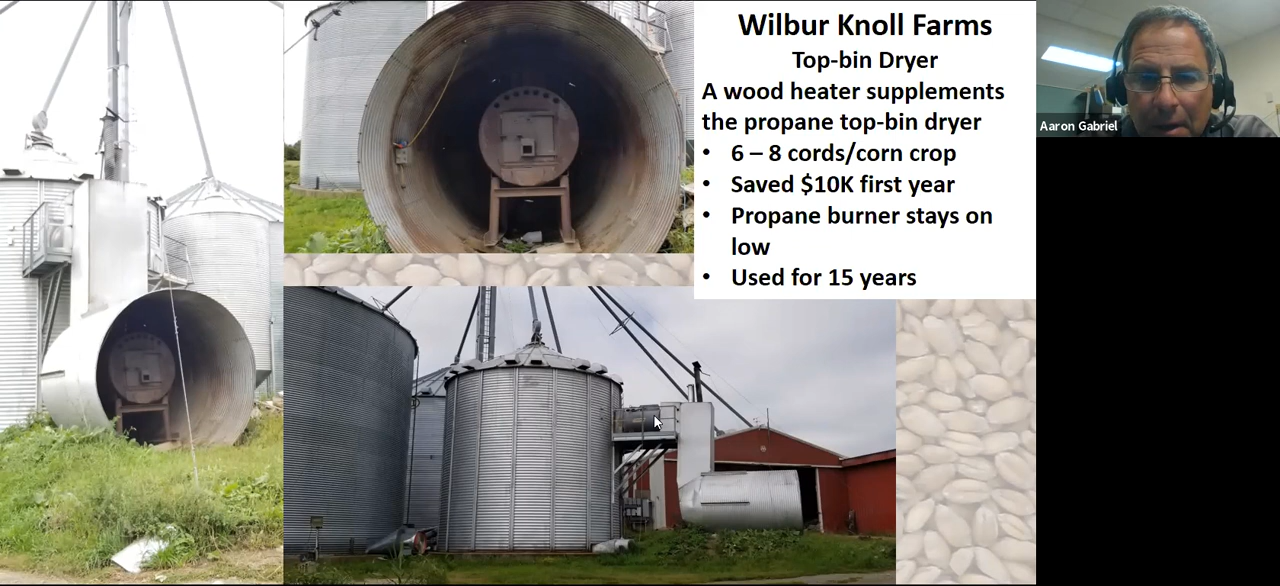 Wilbur Knoll Farms
Top-bin Dryer
A wood heater supplements
the propane top-bin dryer
• 6 – 8 cords/corn crop
• Saved $10K first year
• Propane burner stays on
low
• Used for 15 years
Aaron Gabriel